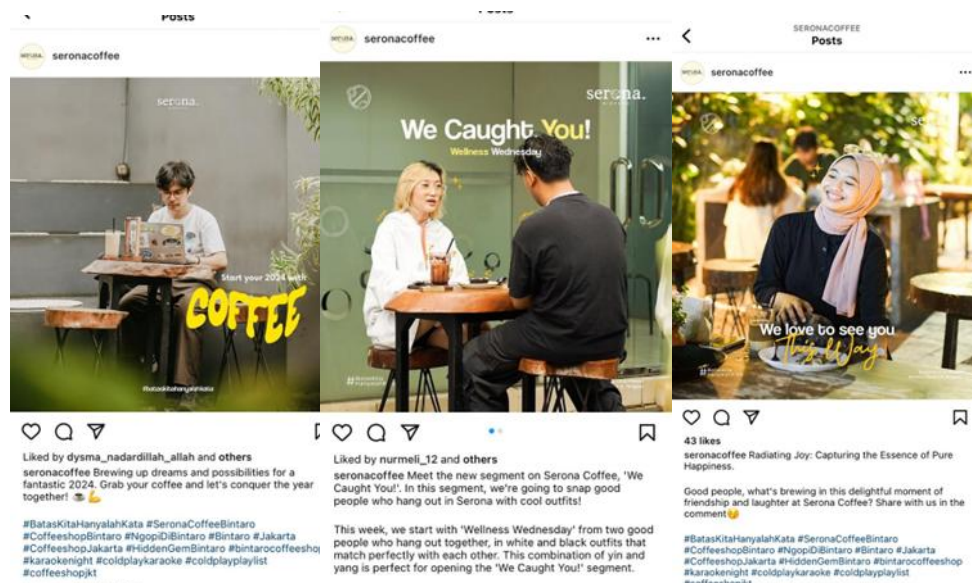 Posts
seronacoffee
serona.
Start your 2024 with
COFFEE
#bataskitahanyalahkata
Liked by dysma_nadardillah_allah and others
seronacoffee Brewing up dreams and possibilities for a
fantastic 2024. Grab your coffee and let's conquer the year
together! ☕💪
#BatasKitaHanyalahKata #SeronaCoffeeBintaro
#CoffeeshopBintaro #NgopiDiBintaro #Bintaro #Jakarta
#CoffeeshopJakarta #HiddenGemBintaro #bintarocoffeeshop
#karaokenight #coldplaykaraoke #coldplayplaylist
#coffeeshopjkt
Posts
seronacoffee
serona.
We Caught You!
Wellness Wednesday
Liked by nurmeli_12 and others
seronacoffee Meet the new segment on Serona Coffee, 'We
Caught You!'. In this segment, we're going to snap good
people who hang out in Serona with cool outfits!
This week, we start with 'Wellness Wednesday' from two good
people who hang out together, in white and black outfits that
match perfectly with each other. This combination of yin and
yang is perfect for opening the 'We Caught You!' segment.
SERONACOFFEE
Posts
seronacoffee
We love to see you
This Way
43 likes
seronacoffee Radiating Joy: Capturing the Essence of Pure
Happiness.
Good people, what's brewing in this delightful moment of
friendship and laughter at Serona Coffee? Share with us in the
comment😚
#BatasKitaHanyalahKata #SeronaCoffeeBintaro
#CoffeeshopBintaro #NgopiDiBintaro #Bintaro #Jakarta
#CoffeeshopJakarta #HiddenGemBintaro #bintarocoffeeshop
#karaokenight #coldplaykaraoke #coldplayplaylist
#coffeeshopjkt